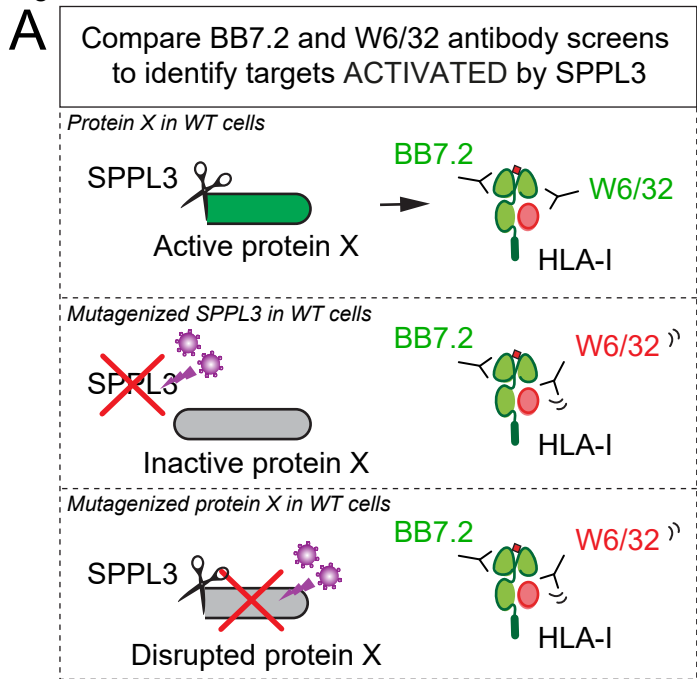 A
Compare BB7.2 and W6/32 antibody screens
to identify targets ACTIVATED by SPPL3
Protein X in WT cells
SPPL3
Active protein X
BB7.2
W6/32
HLA-I
Mutagenized SPPL3 in WT cells
SPPL3
Inactive protein X
BB7.2
W6/32
HLA-I
Mutagenized protein X in WT cells
SPPL3
Disrupted protein X
BB7.2
W6/32
HLA-I